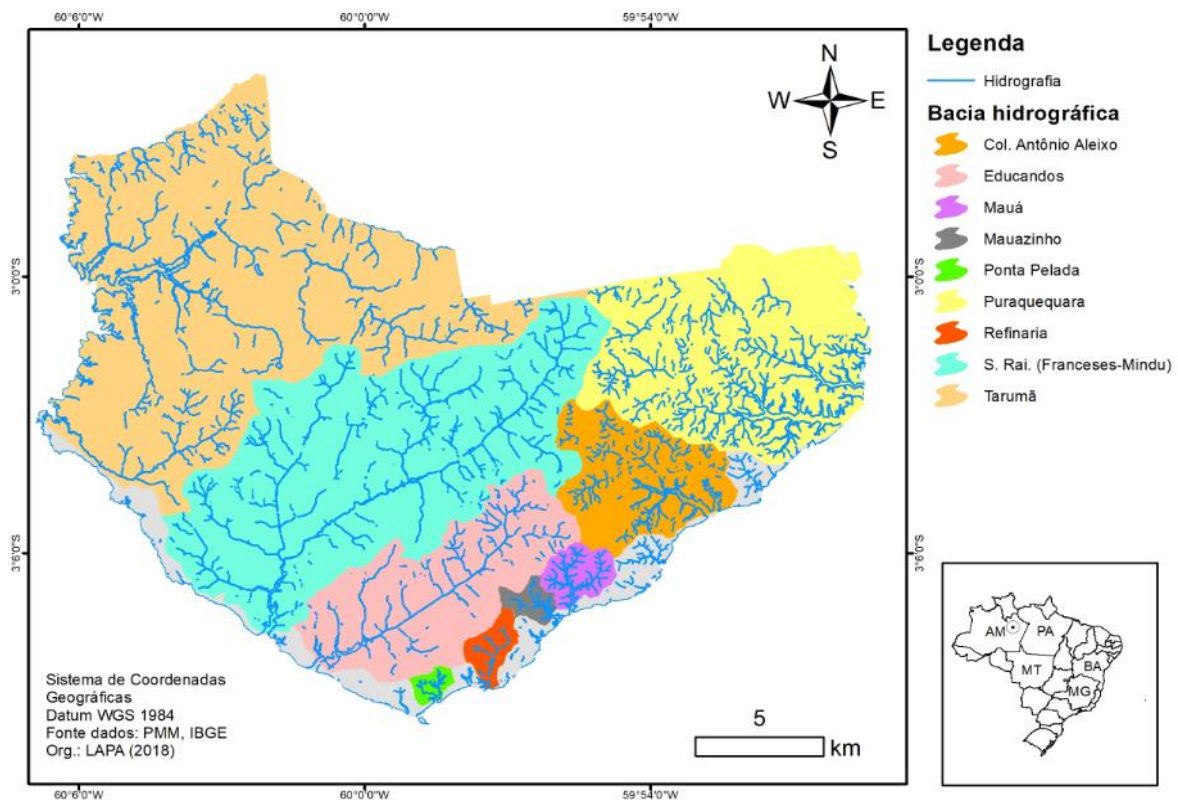 60°6'0"W
60°0'0"W
59°54'0"W
3°0'0"S
3°0'0"S
3°6'0"S
3°6'0"S
N
W
E
S
Sistema de Coordenadas
Geográficas
Datum WGS 1984
Fonte dados: PMM, IBGE
Org.: LAPA (2018)
5
km
60°6'0"W
60°0'0"W
59°54'0"W
Legenda
Hidrografia
Bacia hidrográfica
Col. Antônio Aleixo
Educandos
Mauá
Mauazinho
Ponta Pelada
Puraquequara
Refinaria
S. Rai. (Franceses-Mindu)
Tarumã
AM
PA
MT
BA
MG